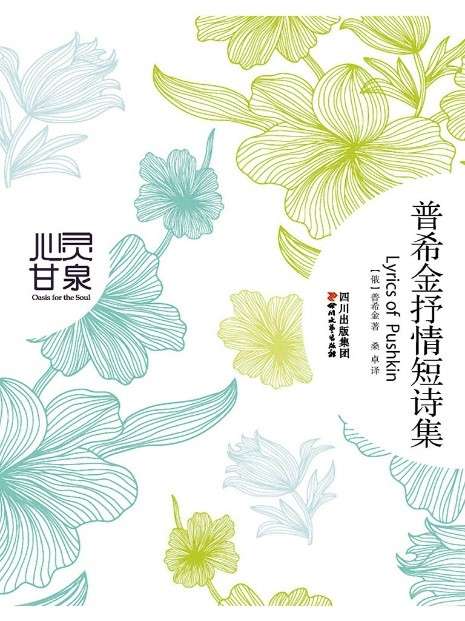 普希金抒情短诗集
Lyrics of Pushkin
[俄]普希金著 桑卓译
四川出版集团
四川文艺出版社
心灵
甘泉
Oasis for the Soul